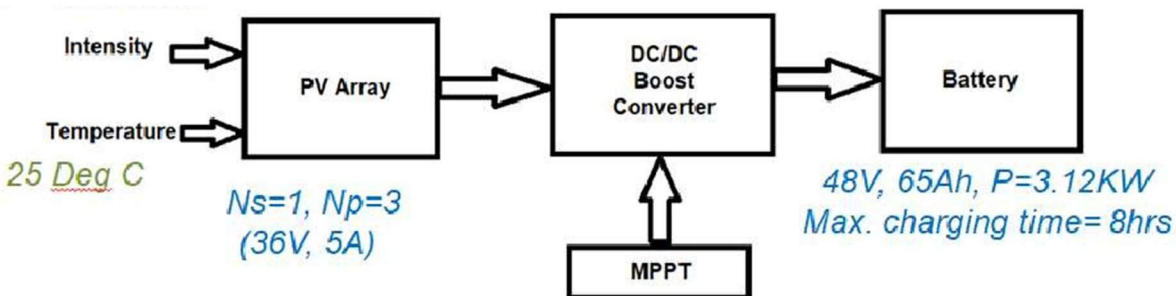 Intensity
Temperature
25 Deg C
PV Array
Ns=1, Np=3
(36V, 5A)
DC/DC
Boost
Converter
MPPT
Battery
48V, 65Ah, P=3.12KW
Max. charging time= 8hrs